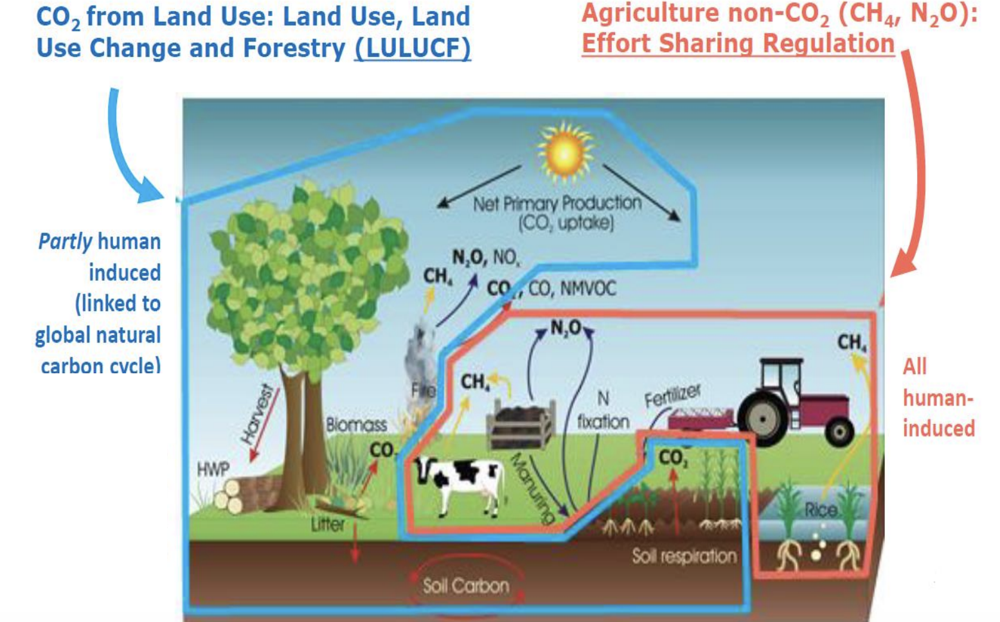 CO₂ from Land Use: Land Use, Land
Use Change and Forestry (LULUCF)
Agriculture non-CO₂ (CH₄, N₂O):
Effort Sharing Regulation
Partly human
induced
(linked to
global natural
carbon cycle)
All
human-
induced
Net Primary Production
(CO₂ uptake)
N₂O, NOₓ
CH₄
CO₂, CO, NMVOC
N₂O
CH₄
CH₄
Fire
N
fixation
Fertilizer
Harvest
Biomass
CO₂
HWP
Manuring
CO₂
Litter
Rice
Soil respiration
Soil Carbon